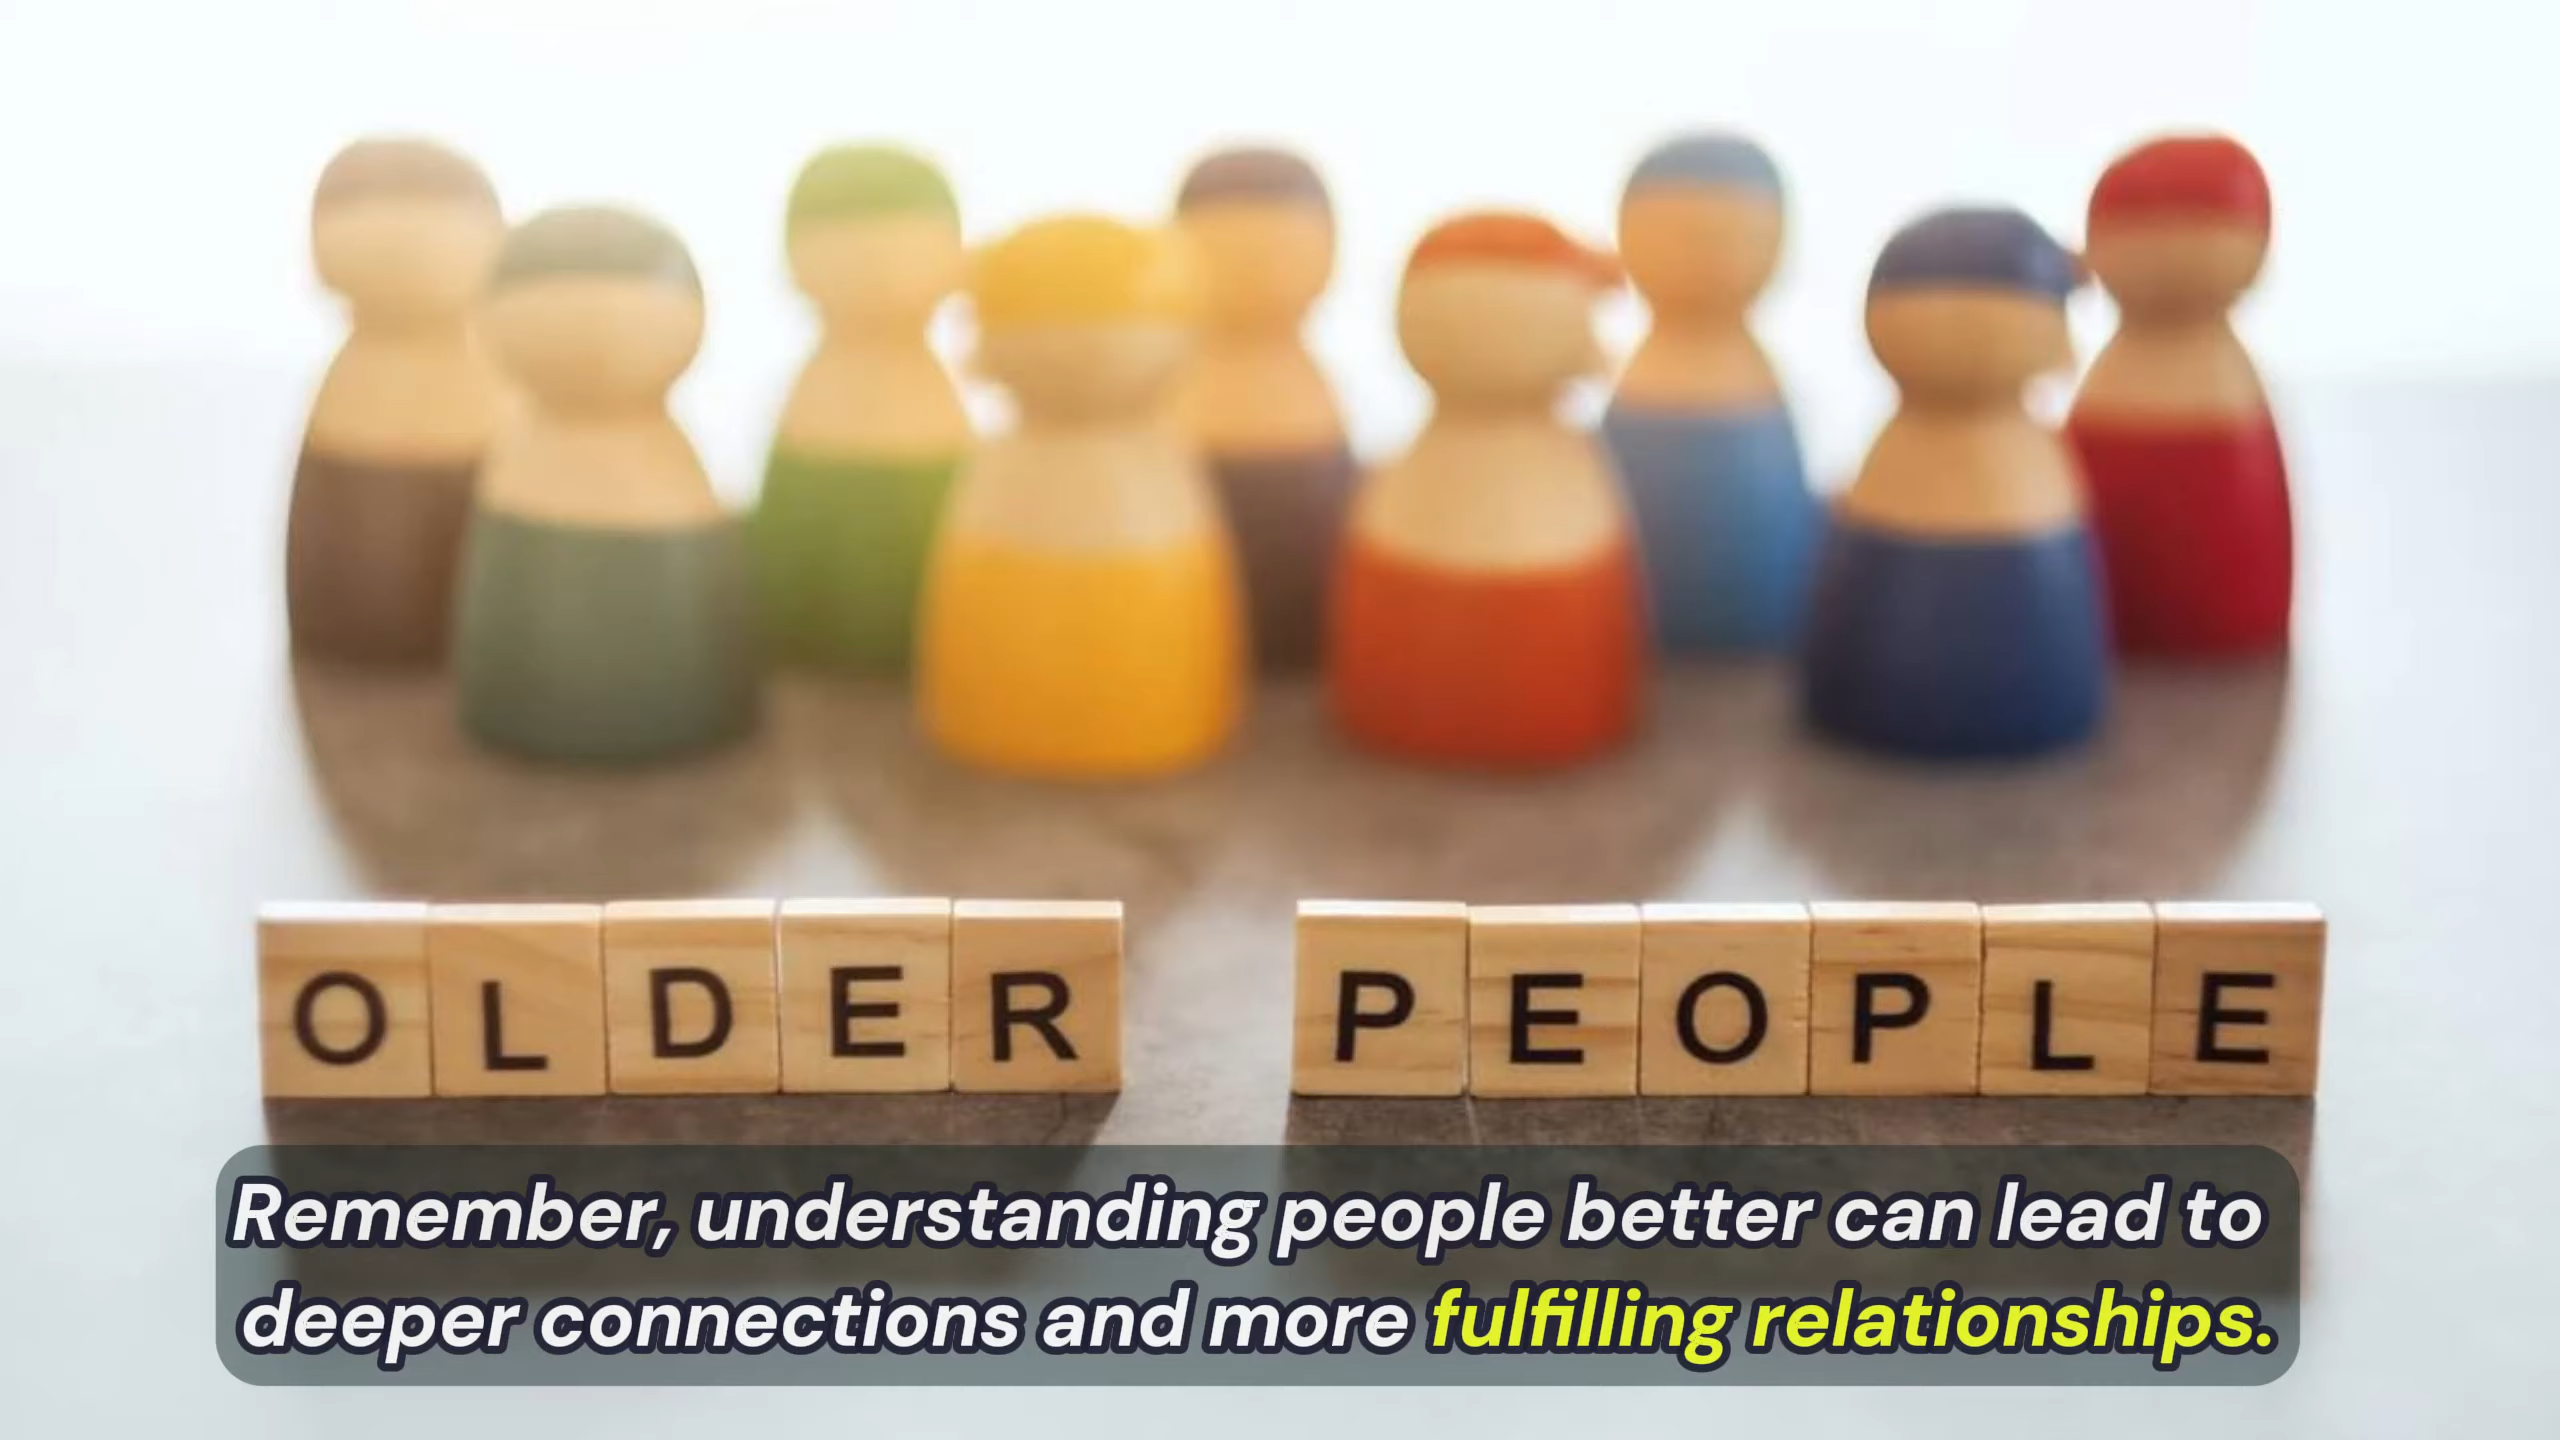 OLDER PEOPLE
Remember, understanding people better can lead to
deeper connections and more fulfilling relationships.